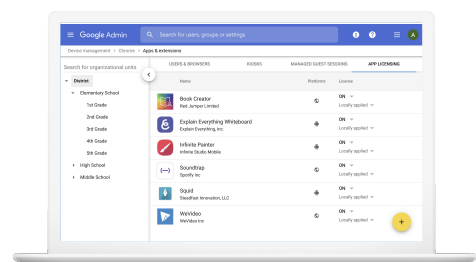 Google Admin
Search for users, groups or settings
A
Device management > Chrome > Apps & extensions
Search for organizational units
USERS & BROWSERS KIOSKS MANAGED GUEST SESSIONS APP LICENSING
District
Elementary School
1st Grade
2nd Grade
3rd Grade
4th Grade
5th Grade
High School
Middle School
Name Platforms License
Book Creator
Red Jumper Limited
ON
Locally applied
Explain Everything Whiteboard
Explain Everything, Inc.
ON
Locally applied
Infinite Painter
Infinite Studio Mobile
ON
Locally applied
Soundtrap
Spotify Inc
ON
Locally applied
Squid
Steadfast Innovation, LLC
ON
Locally applied
WeVideo
WeVideo Inc
ON
Locally applied